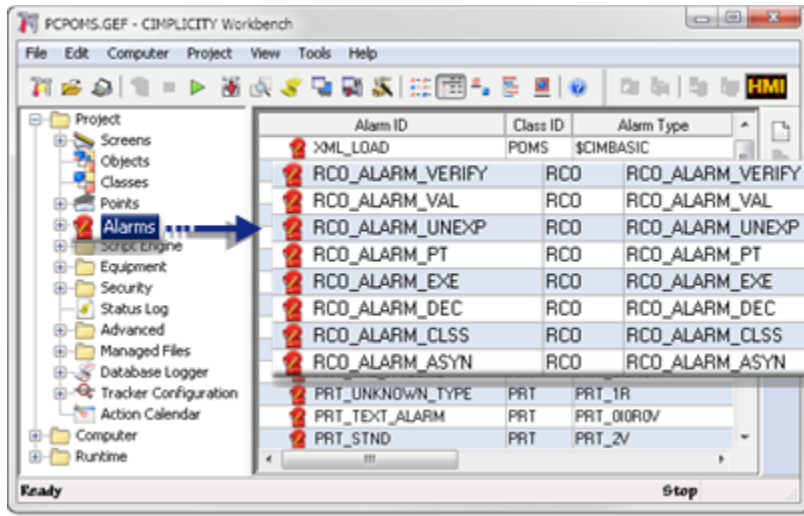 PCPOMS.GEF - CIMPLICITY Workbench
File Edit Computer Project View Tools Help
HMI
Project
Screens
Objects
Classes
Points
Alarms
Script Engine
Equipment
Security
Status Log
Advanced
Managed Files
Database Logger
Tracker Configuration
Action Calendar
Computer
Runtime
Alarm ID Class ID Alarm Type
XML_LOAD POMS $CIMBASIC
RCO_ALARM_VERIFY RCO RCO_ALARM_VERIFY
RCO_ALARM_VAL RCO RCO_ALARM_VAL
RCO_ALARM_UNEXP RCO RCO_ALARM_UNEXP
RCO_ALARM_PT RCO RCO_ALARM_PT
RCO_ALARM_EXE RCO RCO_ALARM_EXE
RCO_ALARM_DEC RCO RCO_ALARM_DEC
RCO_ALARM_CLSS RCO RCO_ALARM_CLSS
RCO_ALARM_ASYN RCO RCO_ALARM_ASYN
PRT_UNKNOWN_TYPE PRT PRT_1R
PRT_TEXT_ALARM PRT
PRT_STND PRT PRT_2V
Ready Stop